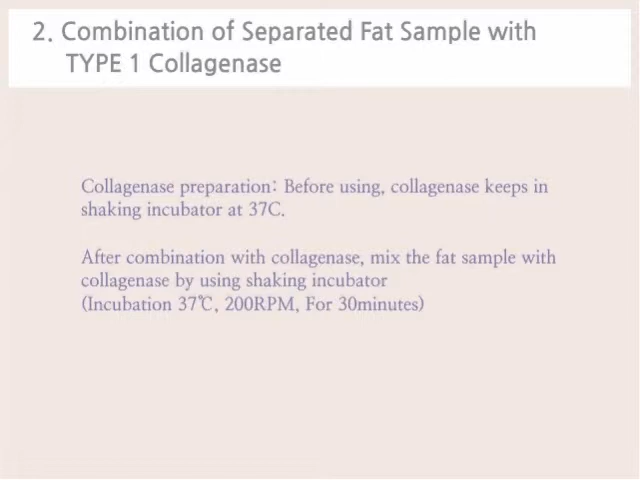 2. Combination of Separated Fat Sample with
TYPE 1 Collagenase
Collagenase preparation: Before using, collagenase keeps in
shaking incubator at 37C.
After combination with collagenase, mix the fat sample with
collagenase by using shaking incubator
(Incubation 37℃, 200RPM, For 30minutes)